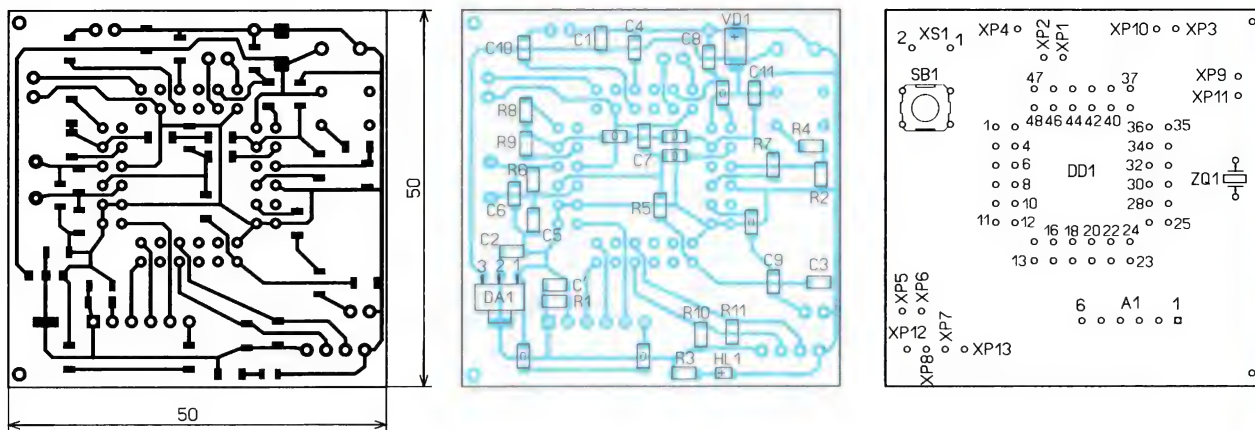 50
50
VD1
C4
C1
C8
C10
C11
R8
R9
R4
R7
C7
R6
R2
C6
R5
C5
C2
3 2 1
C9
C3
DA1
R1
R10
R11
R3
HL1
2 XS1 1
XP4
XP2
XP1
XP10
XP3
SB1
47
37
XP9
XP11
48 46 44 42 40
1
36
35
4
34
6
32
8
DD1
30
ZQ1
10
28
11
12
25
16 18 20 22 24
13
23
XP5
XP6
6
A1
1
XP12
XP7
XP8
XP13